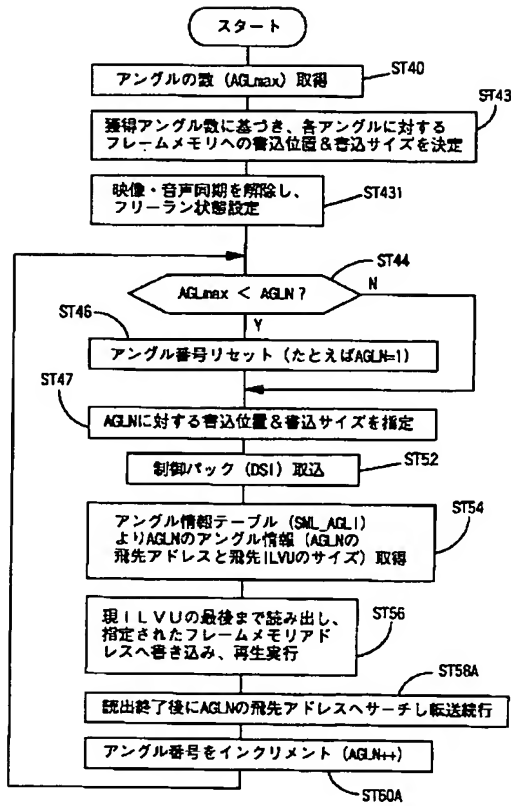 スタート
ST40
アングルの数 (AGLmax) 取得
ST43
獲得アングル数に基づき、各アングルに対する
フレームメモリへの書込位置&書込サイズを決定
映像・音声同期を解除し、
フリーラン状態設定
ST431
ST44
AGLmax < AGLN ?
N
Y
ST46
アングル番号リセット (たとえばAGLN=1)
ST47
AGLNに対する書込位置&書込サイズを指定
制御パック (DSI) 取込
ST52
アングル情報テーブル (SML_AGLI)
よりAGLNのアングル情報 (AGLNの
飛先アドレスと飛先ILVUのサイズ) 取得
ST54
現ILVUの最後まで読み出し、
指定されたフレームメモリアド
レスへ書き込み、再生実行
ST56
ST58A
読出終了後にAGLNの飛先アドレスへサーチし転送続行
アングル番号をインクリメント (AGLN++)
ST60A